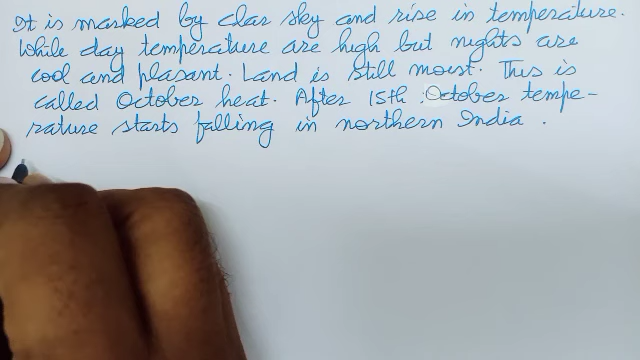 It is marked by clar sky and rise in temperature.
While day temperature are high but nights are
cool and plasant. Land is still moist. This is
called October heat. After 15th October tempe-
rature starts falling in northern India .